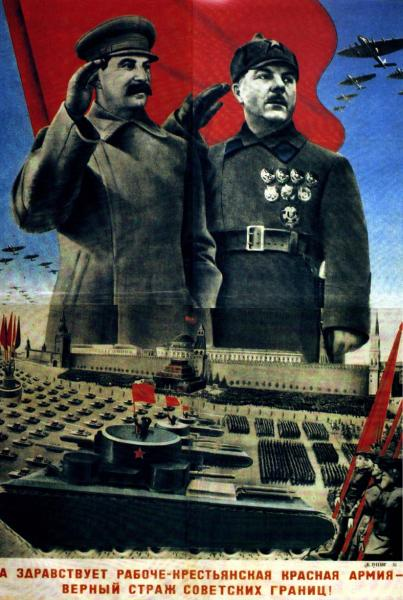 А ЗДРАВСТВУЕТ РАБОЧЕ-КРЕСТЬЯНСКАЯ КРАСНАЯ АРМИЯ—
ВЕРНЫЙ СТРАЖ СОВЕТСКИХ ГРАНИЦ!